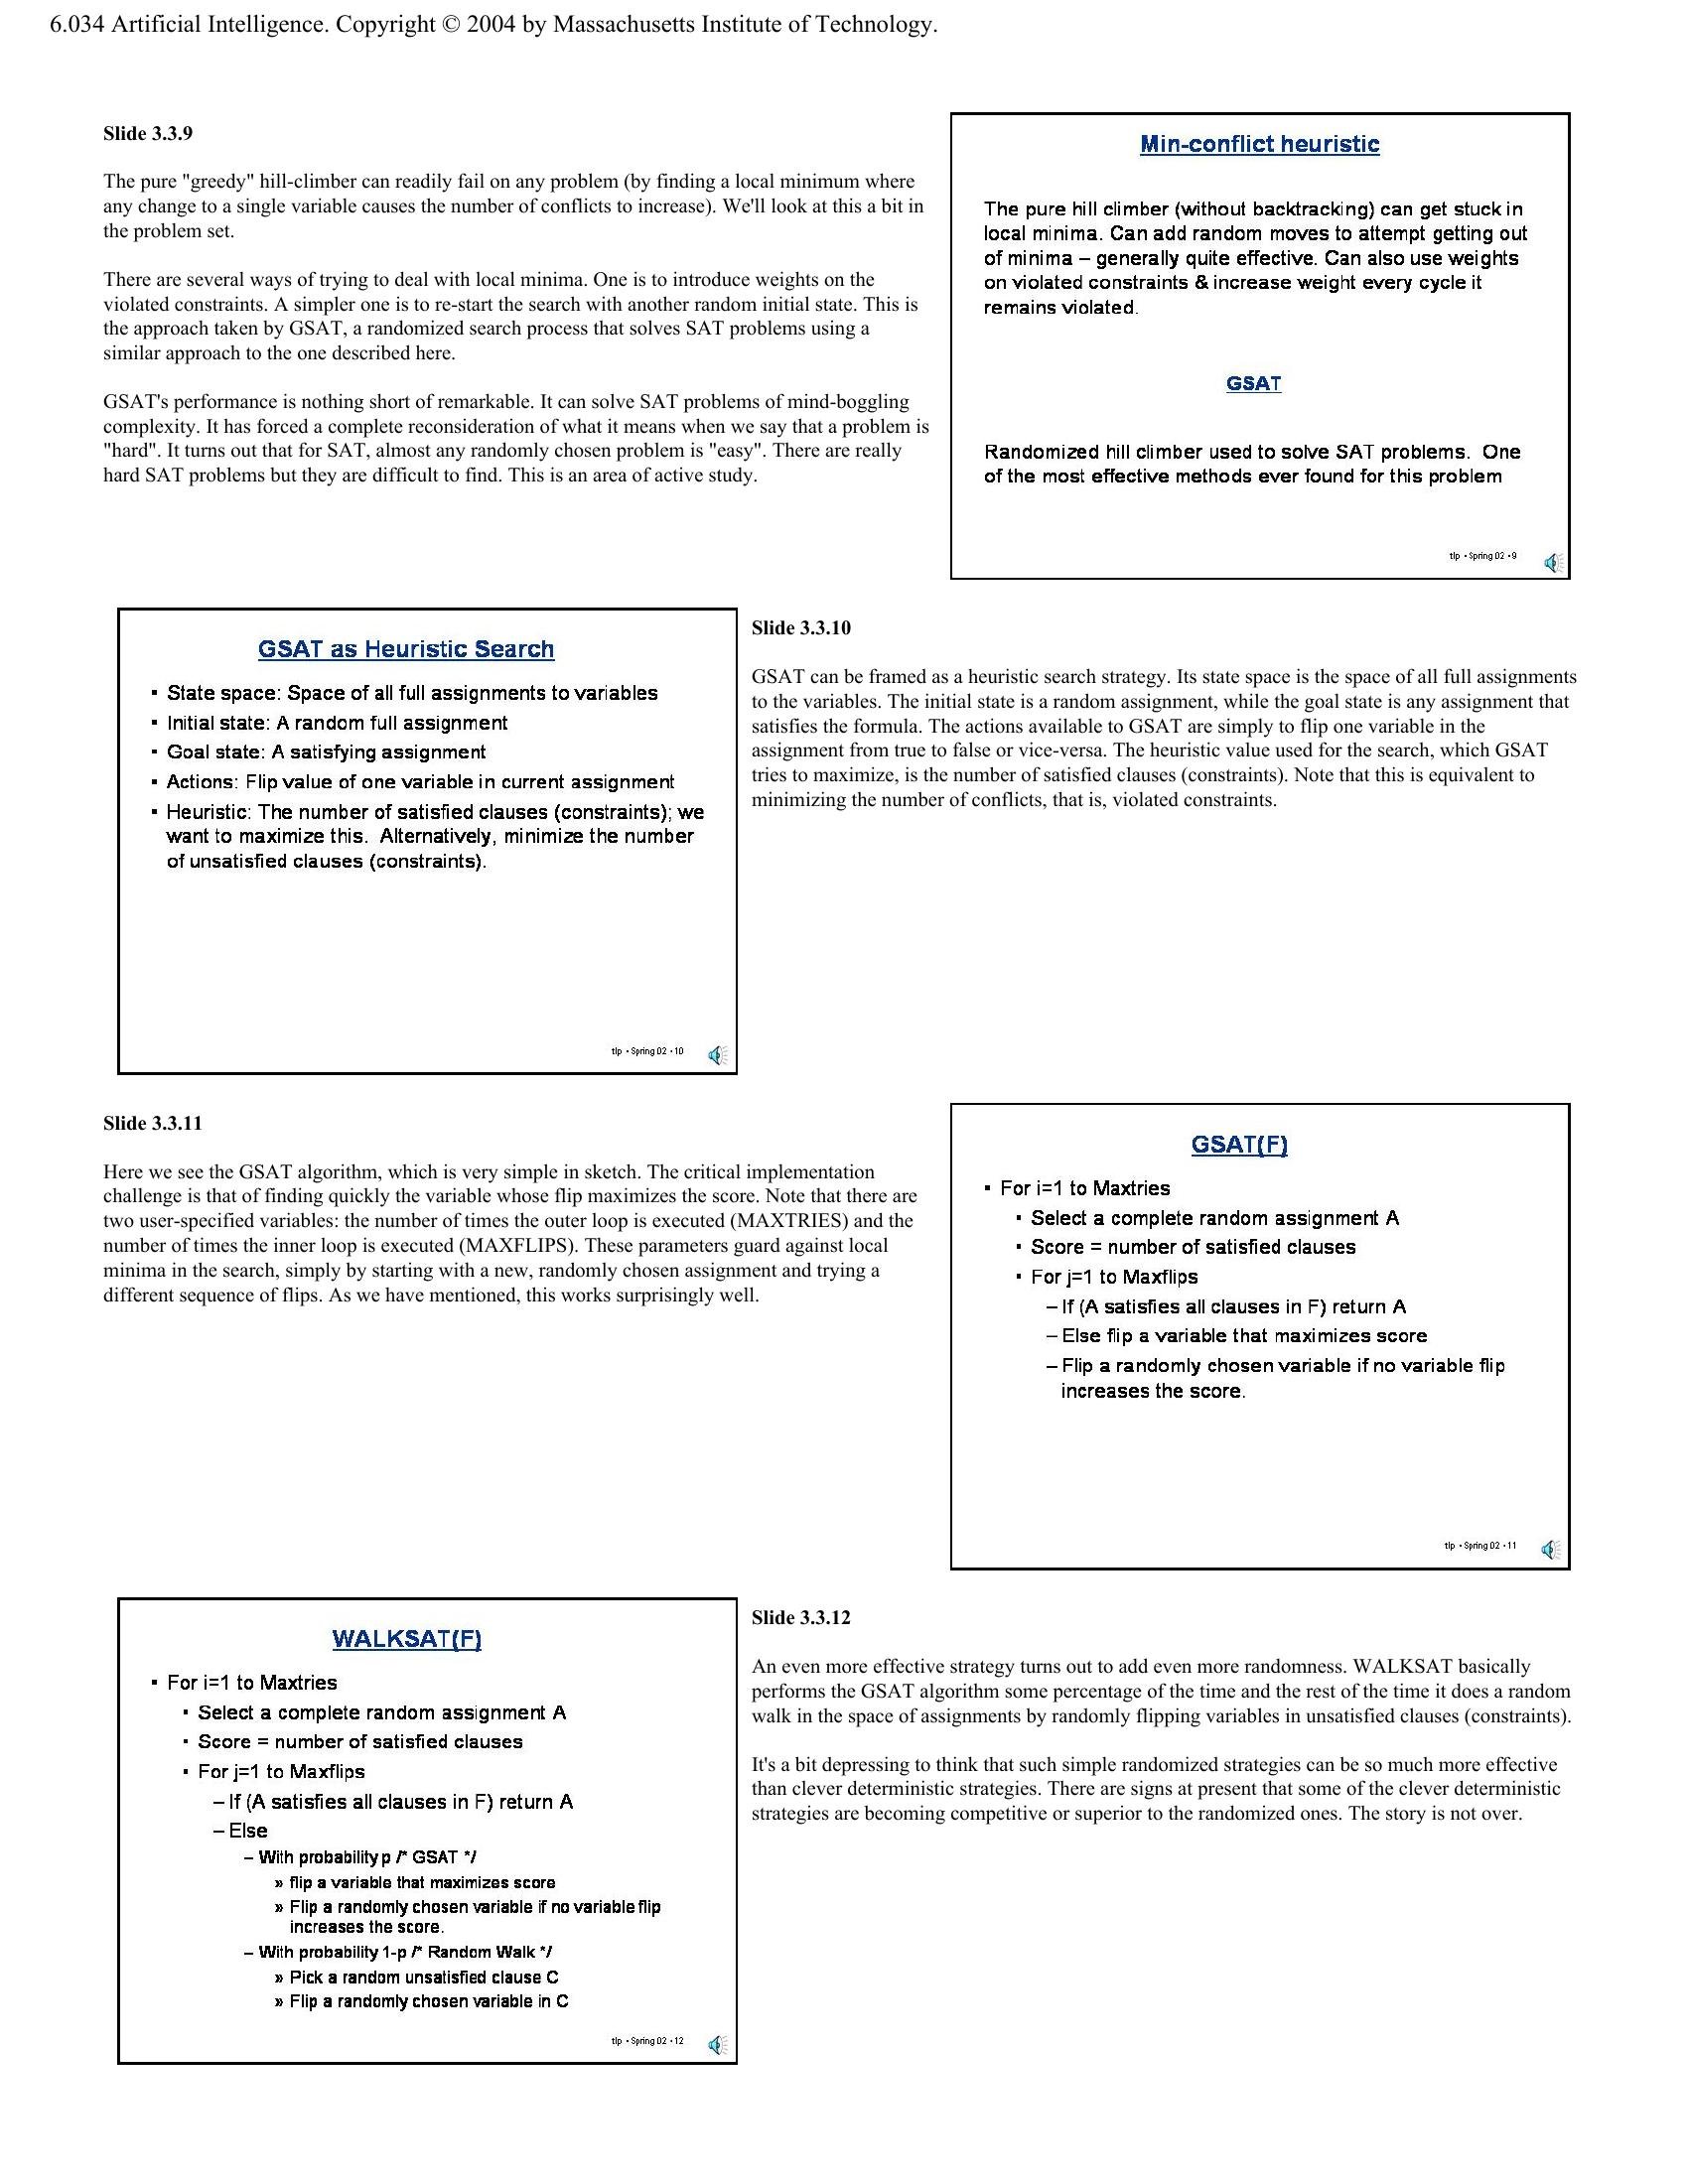 6.034 Artificial Intelligence. Copyright © 2004 by Massachusetts Institute of Technology.
Slide 3.3.9
The pure "greedy" hill-climber can readily fail on any problem (by finding a local minimum where
any change to a single variable causes the number of conflicts to increase). We'll look at this a bit in
the problem set.
There are several ways of trying to deal with local minima. One is to introduce weights on the
violated constraints. A simpler one is to re-start the search with another random initial state. This is
the approach taken by GSAT, a randomized search process that solves SAT problems using a
similar approach to the one described here.
GSAT's performance is nothing short of remarkable. It can solve SAT problems of mind-boggling
complexity. It has forced a complete reconsideration of what it means when we say that a problem is
"hard". It turns out that for SAT, almost any randomly chosen problem is "easy". There are really
hard SAT problems but they are difficult to find. This is an area of active study.
Min-conflict heuristic
The pure hill climber (without backtracking) can get stuck in
local minima. Can add random moves to attempt getting out
of minima – generally quite effective. Can also use weights
on violated constraints & increase weight every cycle it
remains violated.
GSAT
Randomized hill climber used to solve SAT problems. One
of the most effective methods ever found for this problem
tlp • Spring 02 • 9
GSAT as Heuristic Search
▪ State space: Space of all full assignments to variables
▪ Initial state: A random full assignment
▪ Goal state: A satisfying assignment
▪ Actions: Flip value of one variable in current assignment
▪ Heuristic: The number of satisfied clauses (constraints); we
want to maximize this. Alternatively, minimize the number
of unsatisfied clauses (constraints).
tlp • Spring 02 • 10
Slide 3.3.10
GSAT can be framed as a heuristic search strategy. Its state space is the space of all full assignments
to the variables. The initial state is a random assignment, while the goal state is any assignment that
satisfies the formula. The actions available to GSAT are simply to flip one variable in the
assignment from true to false or vice-versa. The heuristic value used for the search, which GSAT
tries to maximize, is the number of satisfied clauses (constraints). Note that this is equivalent to
minimizing the number of conflicts, that is, violated constraints.
Slide 3.3.11
Here we see the GSAT algorithm, which is very simple in sketch. The critical implementation
challenge is that of finding quickly the variable whose flip maximizes the score. Note that there are
two user-specified variables: the number of times the outer loop is executed (MAXTRIES) and the
number of times the inner loop is executed (MAXFLIPS). These parameters guard against local
minima in the search, simply by starting with a new, randomly chosen assignment and trying a
different sequence of flips. As we have mentioned, this works surprisingly well.
GSAT(F)
▪ For i=1 to Maxtries
▪ Select a complete random assignment A
▪ Score = number of satisfied clauses
▪ For j=1 to Maxflips
– If (A satisfies all clauses in F) return A
– Else flip a variable that maximizes score
– Flip a randomly chosen variable if no variable flip
increases the score.
tlp • Spring 02 • 11
WALKSAT(F)
▪ For i=1 to Maxtries
▪ Select a complete random assignment A
▪ Score = number of satisfied clauses
▪ For j=1 to Maxflips
– If (A satisfies all clauses in F) return A
– Else
– With probability p /* GSAT */
» flip a variable that maximizes score
» Flip a randomly chosen variable if no variable flip
increases the score.
– With probability 1-p /* Random Walk */
» Pick a random unsatisfied clause C
» Flip a randomly chosen variable in C
tlp • Spring 02 • 12
Slide 3.3.12
An even more effective strategy turns out to add even more randomness. WALKSAT basically
performs the GSAT algorithm some percentage of the time and the rest of the time it does a random
walk in the space of assignments by randomly flipping variables in unsatisfied clauses (constraints).
It's a bit depressing to think that such simple randomized strategies can be so much more effective
than clever deterministic strategies. There are signs at present that some of the clever deterministic
strategies are becoming competitive or superior to the randomized ones. The story is not over.